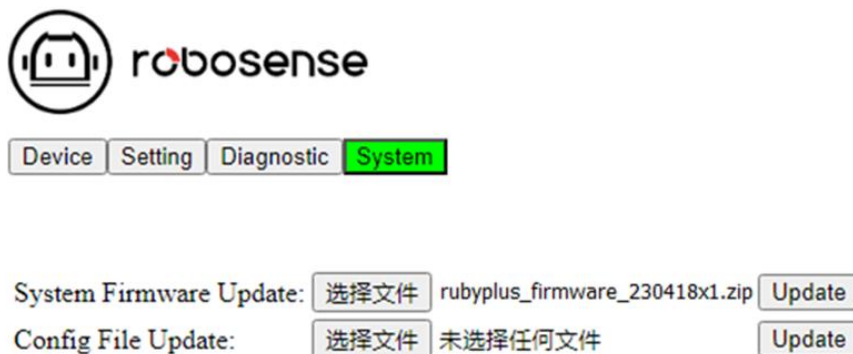 robosense
Device Setting Diagnostic System
System Firmware Update: 选择文件 rubyplus_firmware_230418x1.zip Update
Config File Update: 选择文件 未选择任何文件 Update